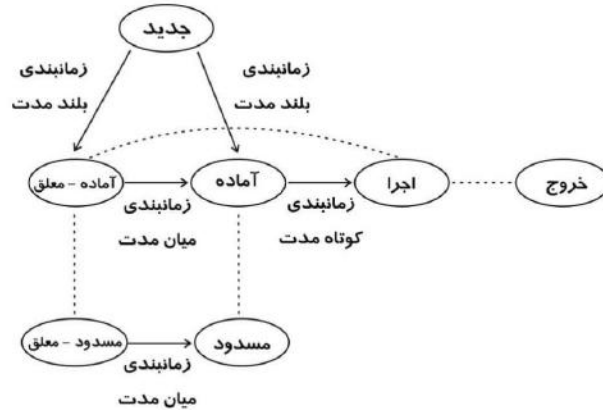 جدید
زمانبندی
بلند مدت
زمانبندی
بلند مدت
خروج
اجرا
آماده
آماده - معلق
زمانبندی
کوتاه مدت
زمانبندی
میان مدت
مسدود
مسدود - معلق
زمانبندی
میان مدت